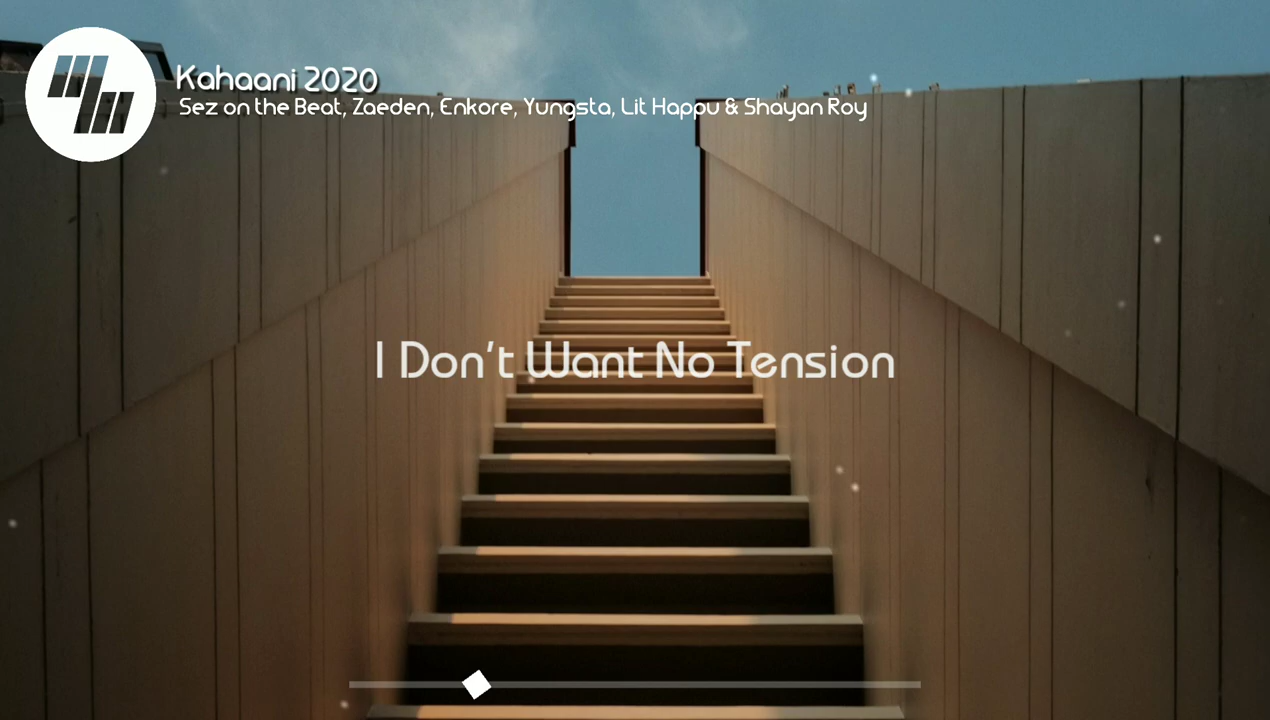 Kahaani 2020
Sez on the Beat, Zaeden, Enkore, Yungsta, Lit Happu & Shayan Roy
I Don't Want No Tension